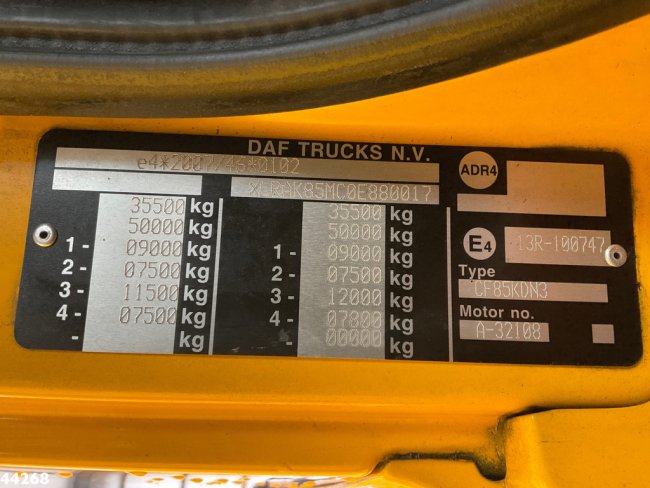 DAF TRUCKS N.V.
e4*2007/46*0102
XLRAK85MC0E880017
35500 kg 35500 kg
50000 kg 50000 kg
1 - 09000 kg 1 - 09000 kg
2 - 07500 kg 2 - 07500 kg
3 - 11500 kg 3 - 12000 kg
4 - 07500 kg 4 - 07800 kg
- kg - 00000 kg
ADR4
E4 13R-100747
Type
CF85KDN3
Motor no.
A-32108
44268